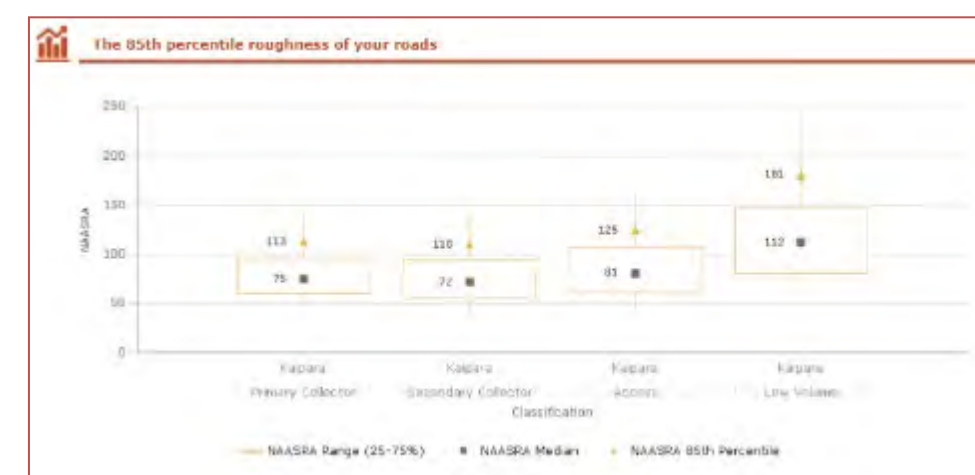 The 85th percentile roughness of your roads
250
200
150
100
50
0
NAASRA
113
75
110
72
125
81
181
112
Kaipara Kaipara Kaipara Kaipara
Primary Collector Secondary Collector Access Low Volume
Classification
NAASRA Range (25-75%) NAASRA Median NAASRA 85th Percentile